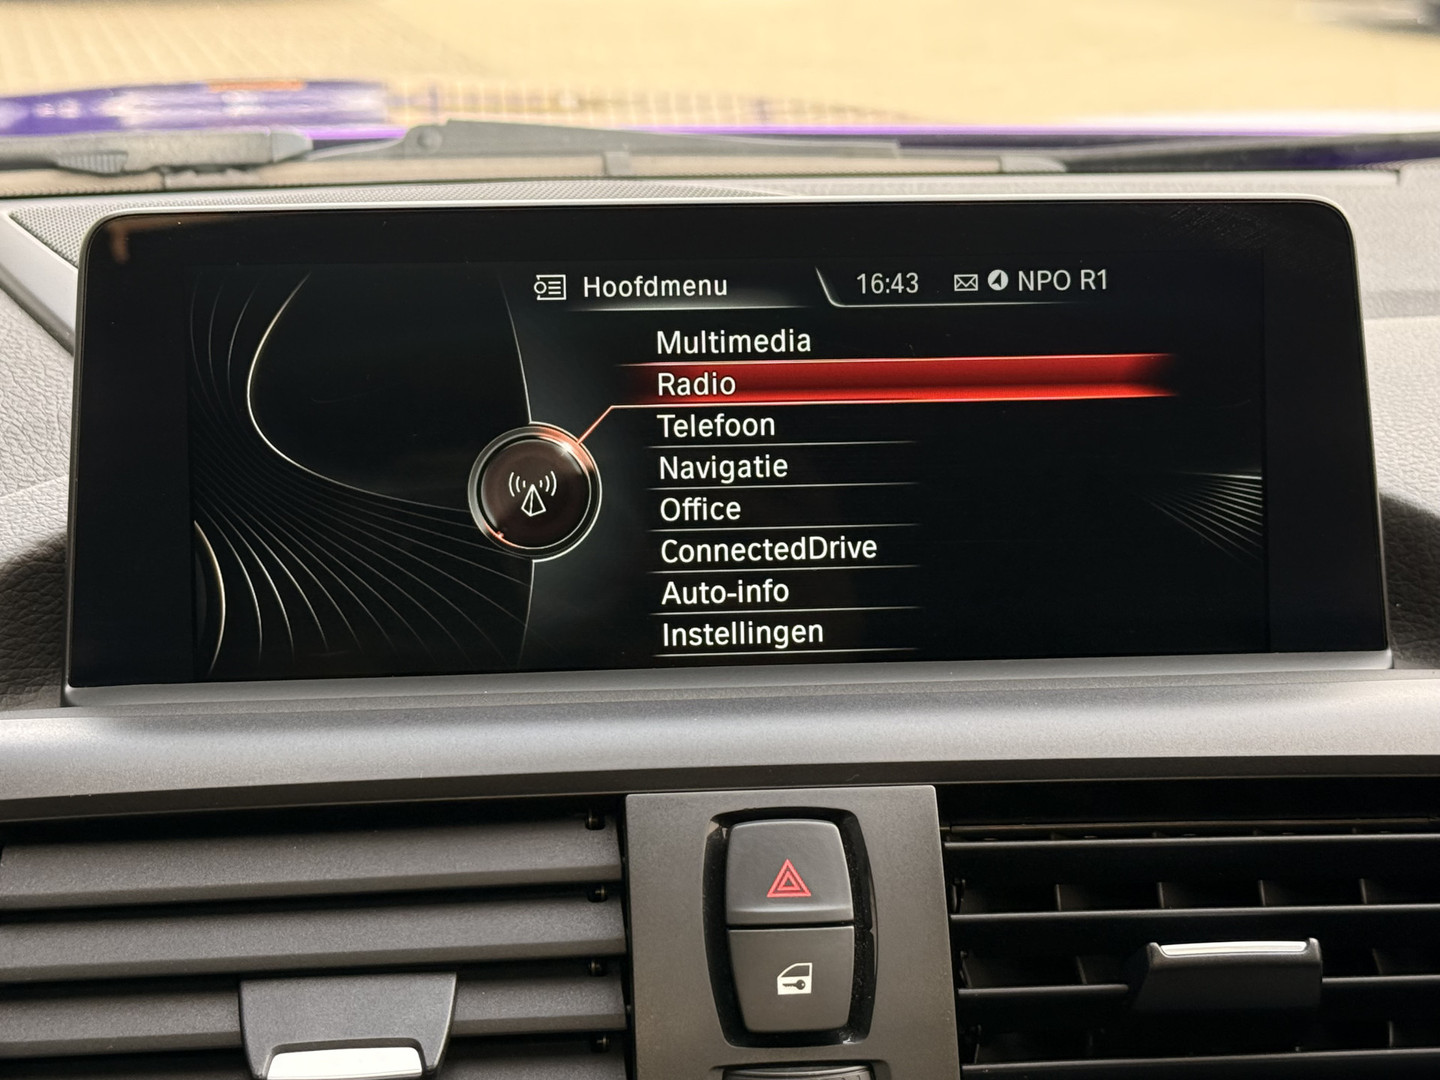 Hoofdmenu 16:43 NPO R1
Multimedia
Radio
Telefoon
Navigatie
Office
ConnectedDrive
Auto-info
Instellingen